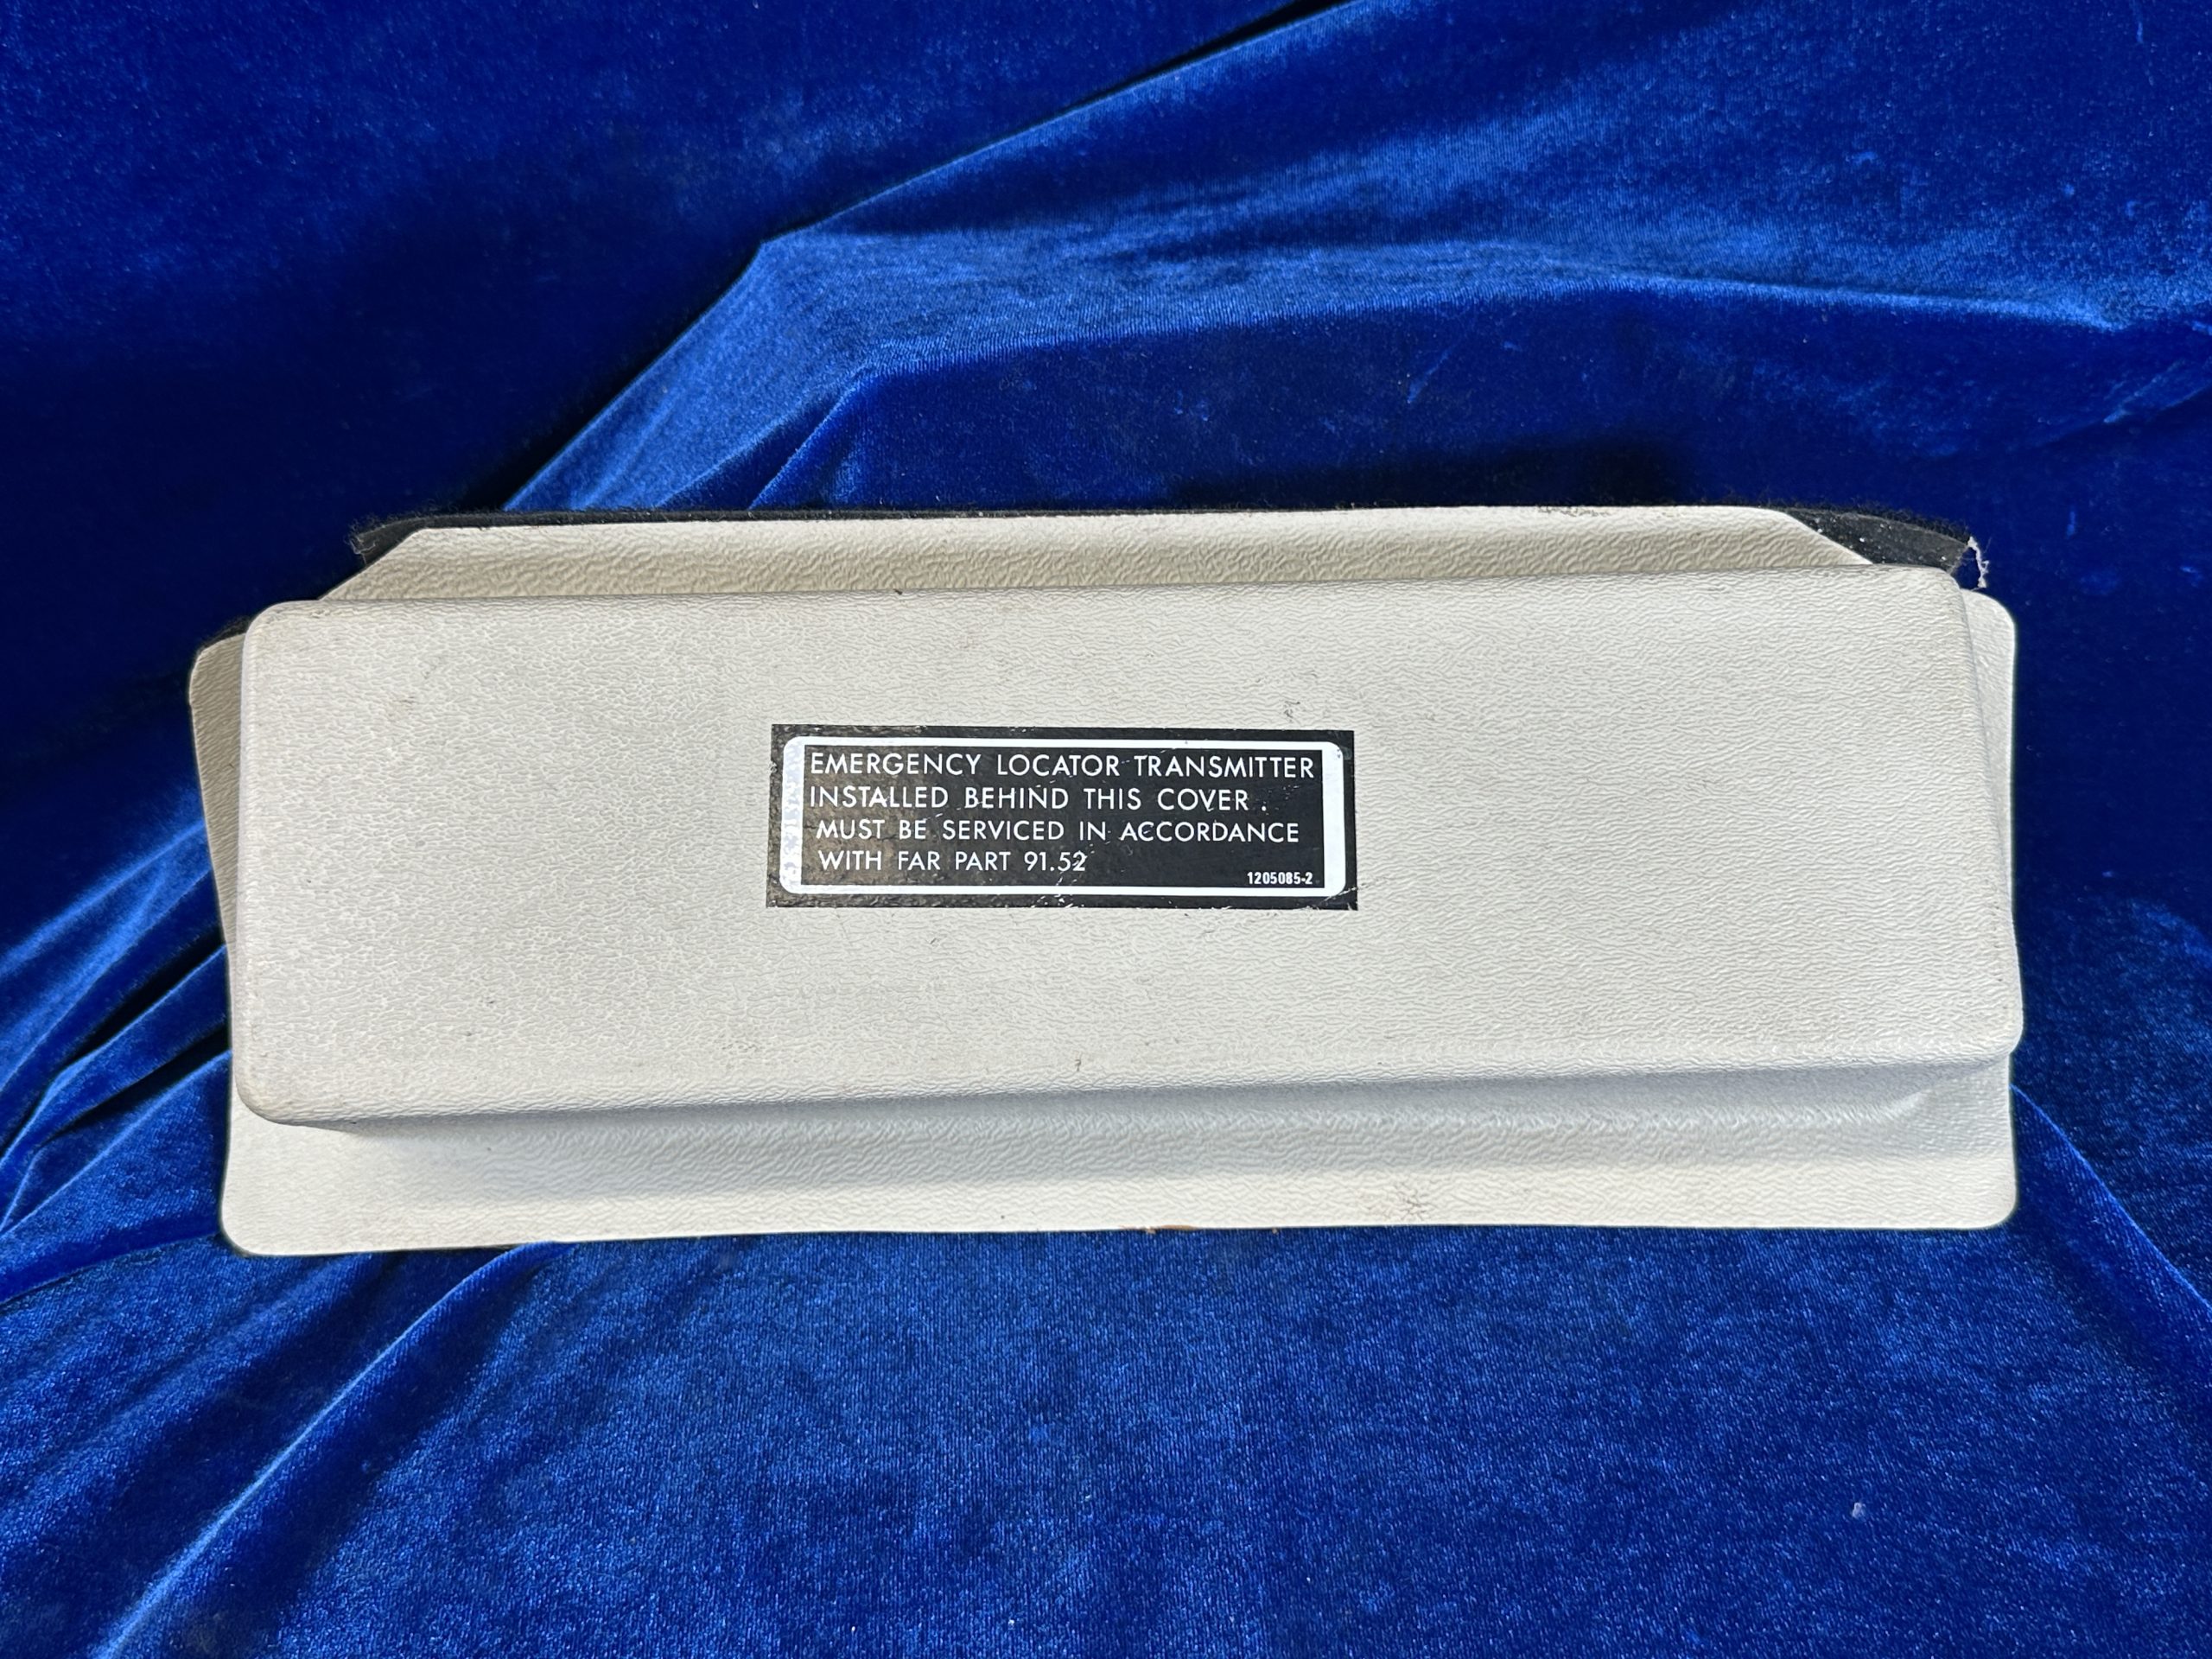 EMERGENCY LOCATOR TRANSMITTER
INSTALLED BEHIND THIS COVER .
MUST BE SERVICED IN ACCORDANCE
WITH FAR PART 91.52
1205085-2